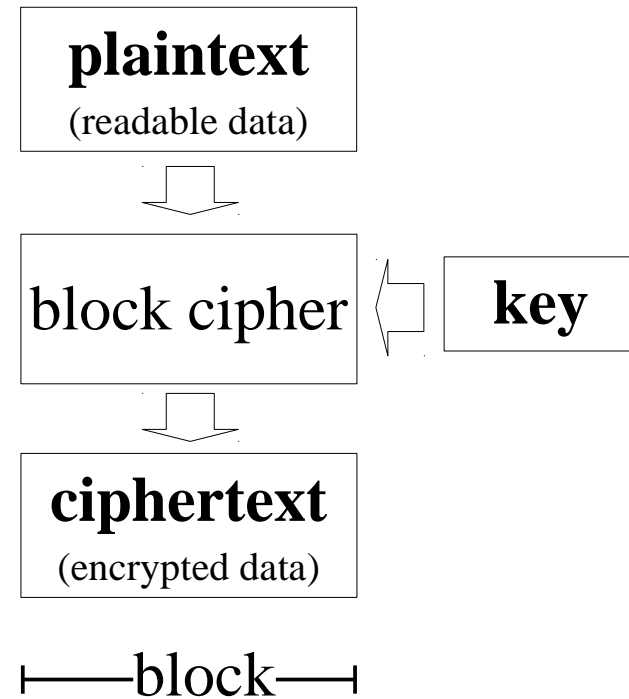 plaintext
(readable data)
block cipher
key
ciphertext
(encrypted data)
block